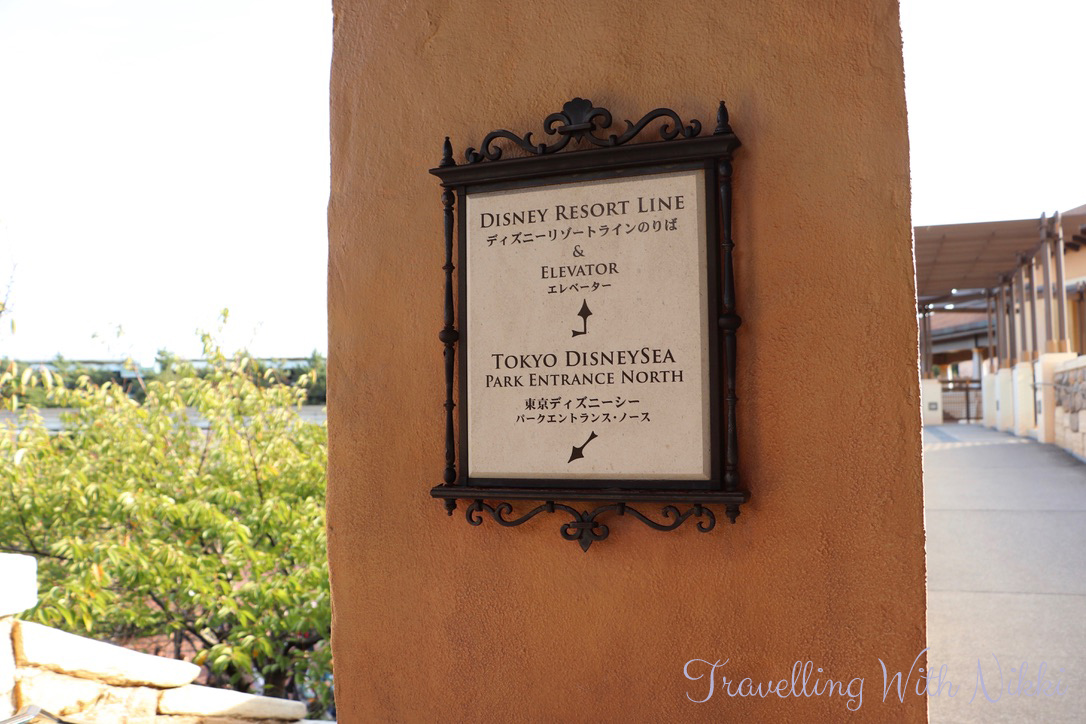 DISNEY RESORT LINE
ディズニーリゾートラインのりば
&
ELEVATOR
エレベーター
TOKYO DISNEYSEA
PARK ENTRANCE NORTH
東京ディズニーシー
パークエントランス・ノース
Travelling With Nikki